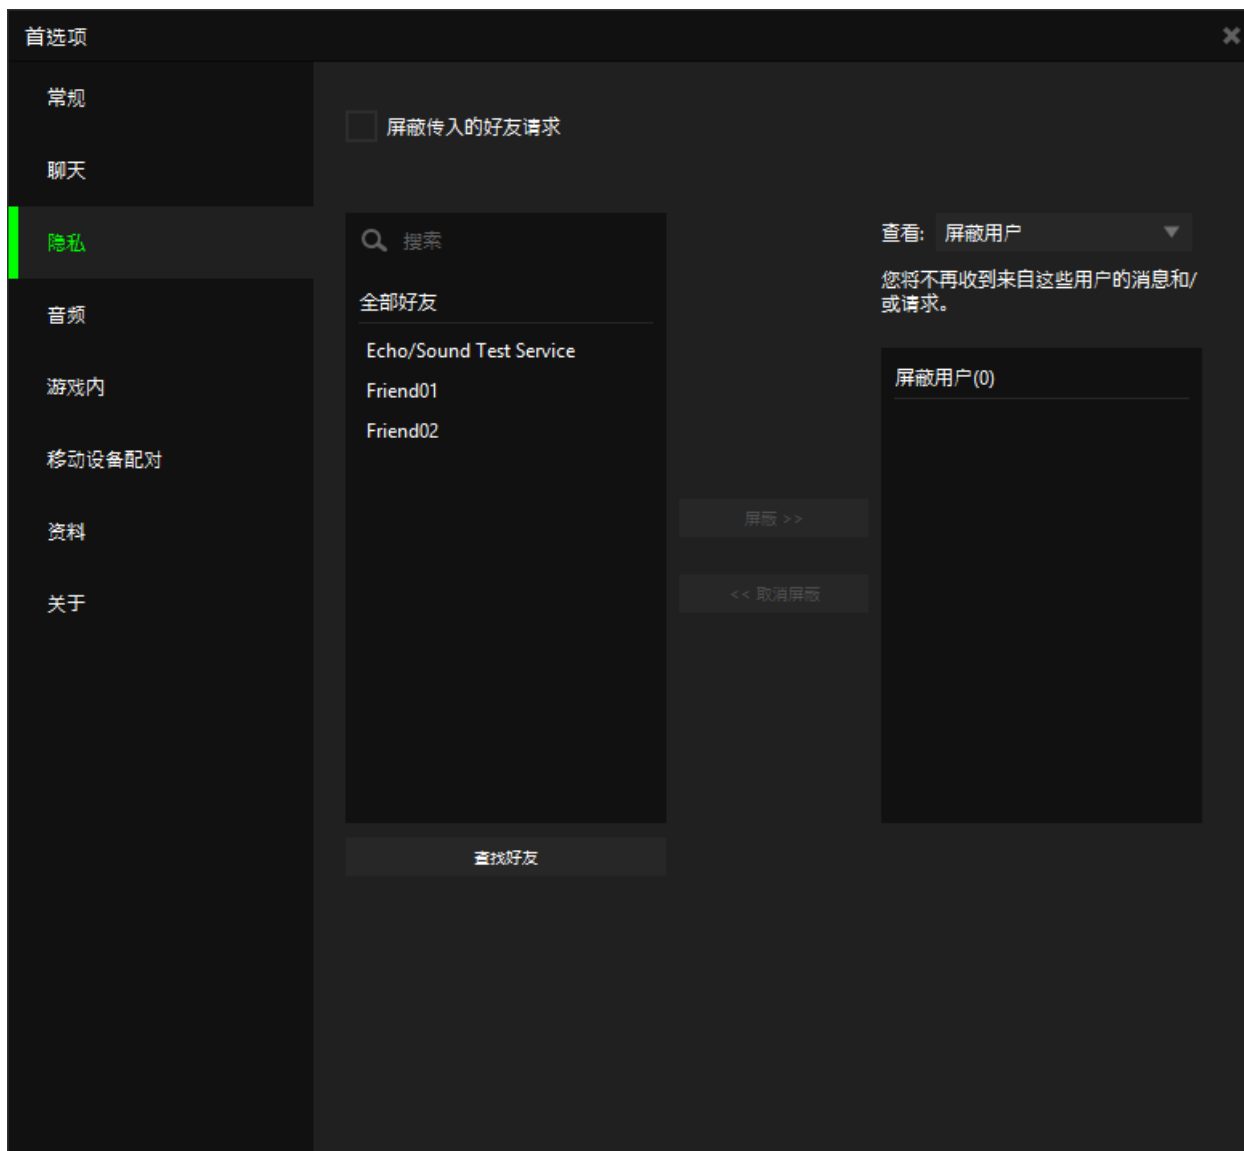 首选项
常规
聊天
隐私
音频
游戏内
移动设备配对
资料
关于
屏蔽传入的好友请求
搜索
全部好友
Echo/Sound Test Service
Friend01
Friend02
查找好友
屏蔽 >>
<< 取消屏蔽
查看: 屏蔽用户
您将不再收到来自这些用户的消息和/
或请求。
屏蔽用户(0)